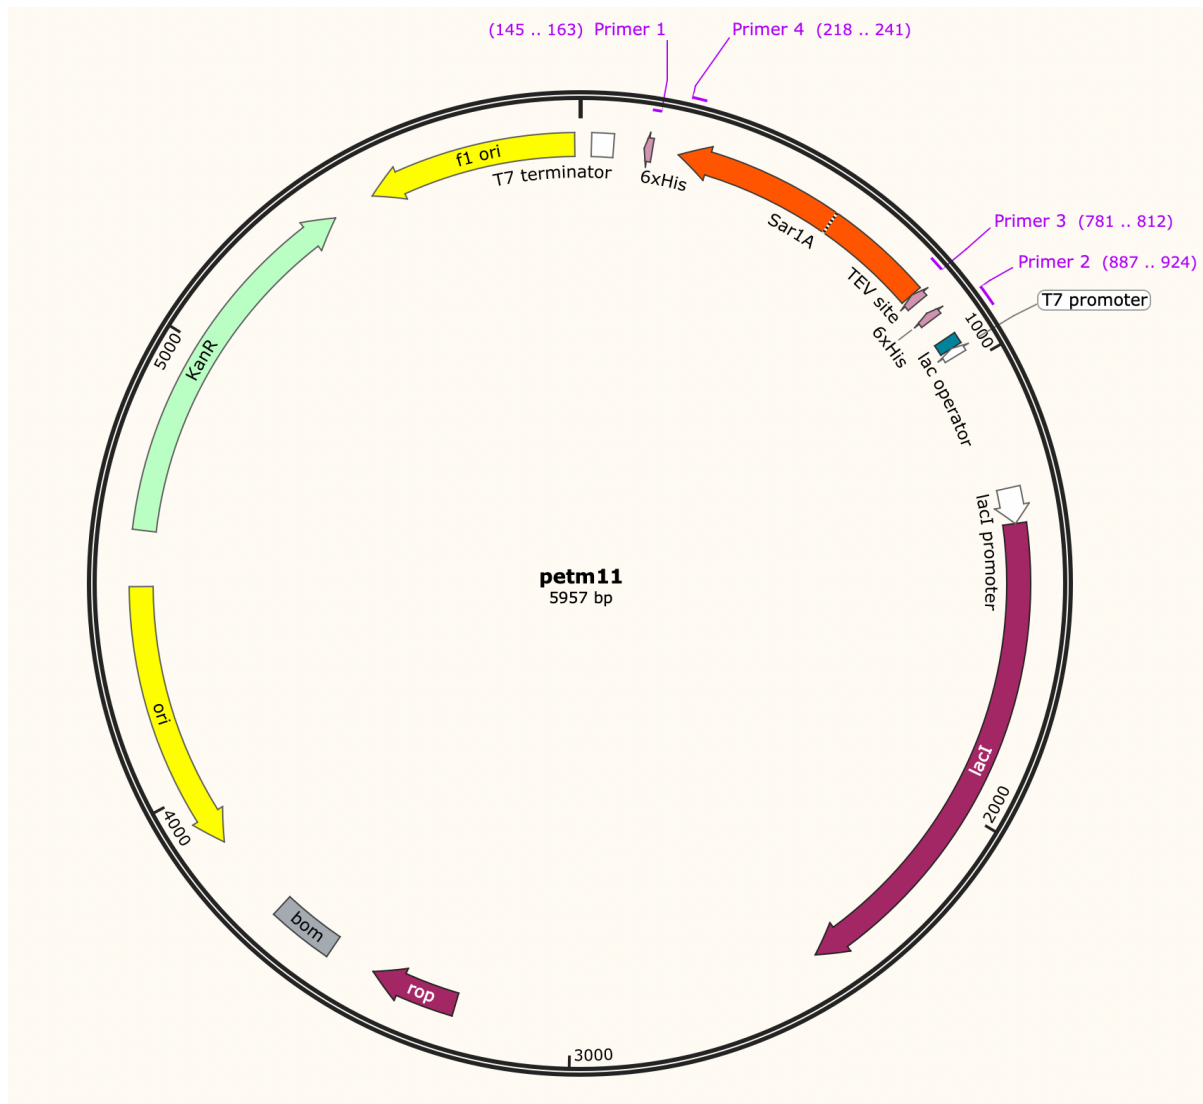 (145 .. 163) Primer 1
Primer 4 (218 .. 241)
f1 ori
T7 terminator
6xHis
Sar1A
Primer 3 (781 .. 812)
Primer 2 (887 .. 924)
TEV site
T7 promoter
1000
6xHis
lac operator
5000
KanR
lacI promoter
petm11
5957 bp
ori
lacI
4000
2000
bom
rop
3000